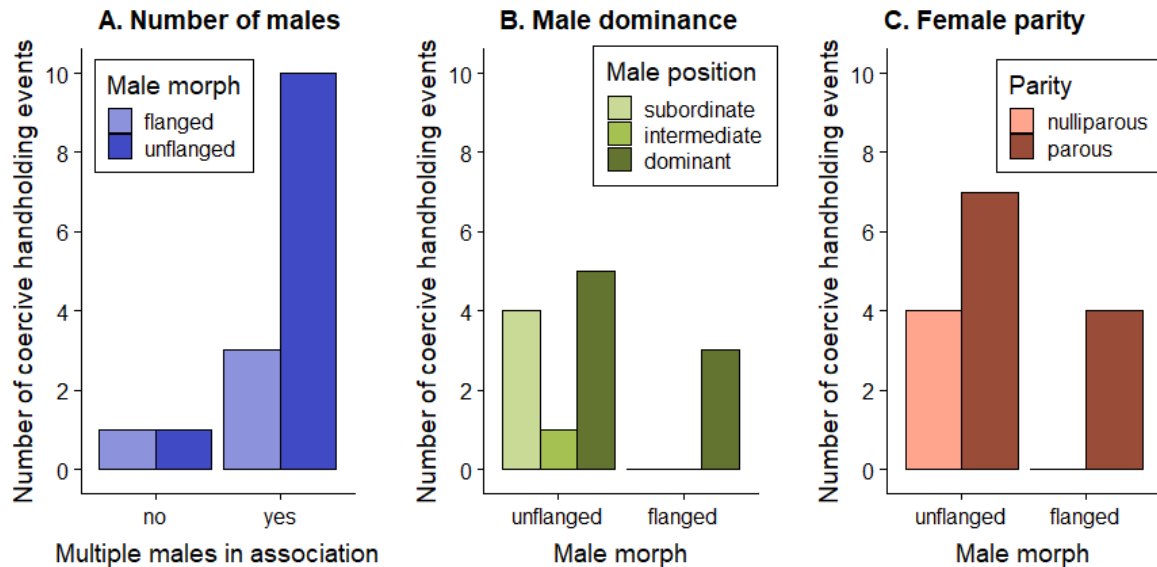 A. Number of males
Number of coercive handholding events
10
8
6
4
2
0
Male morph
flanged
unflanged
no
yes
Multiple males in association
B. Male dominance
Number of coercive handholding events
10
8
6
4
2
0
Male position
subordinate
intermediate
dominant
unflanged
flanged
Male morph
C. Female parity
Number of coercive handholding events
10
8
6
4
2
0
Parity
nulliparous
parous
unflanged
flanged
Male morph